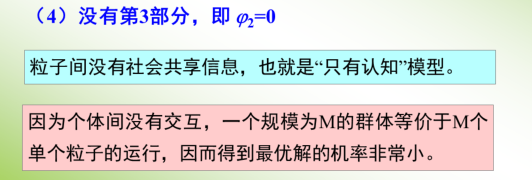 （4）没有第3部分，即 φ₂=0
粒子间没有社会共享信息，也就是“只有认知”模型。
因为个体间没有交互，一个规模为M的群体等价于M个
单个粒子的运行，因而得到最优解的机率非常小。